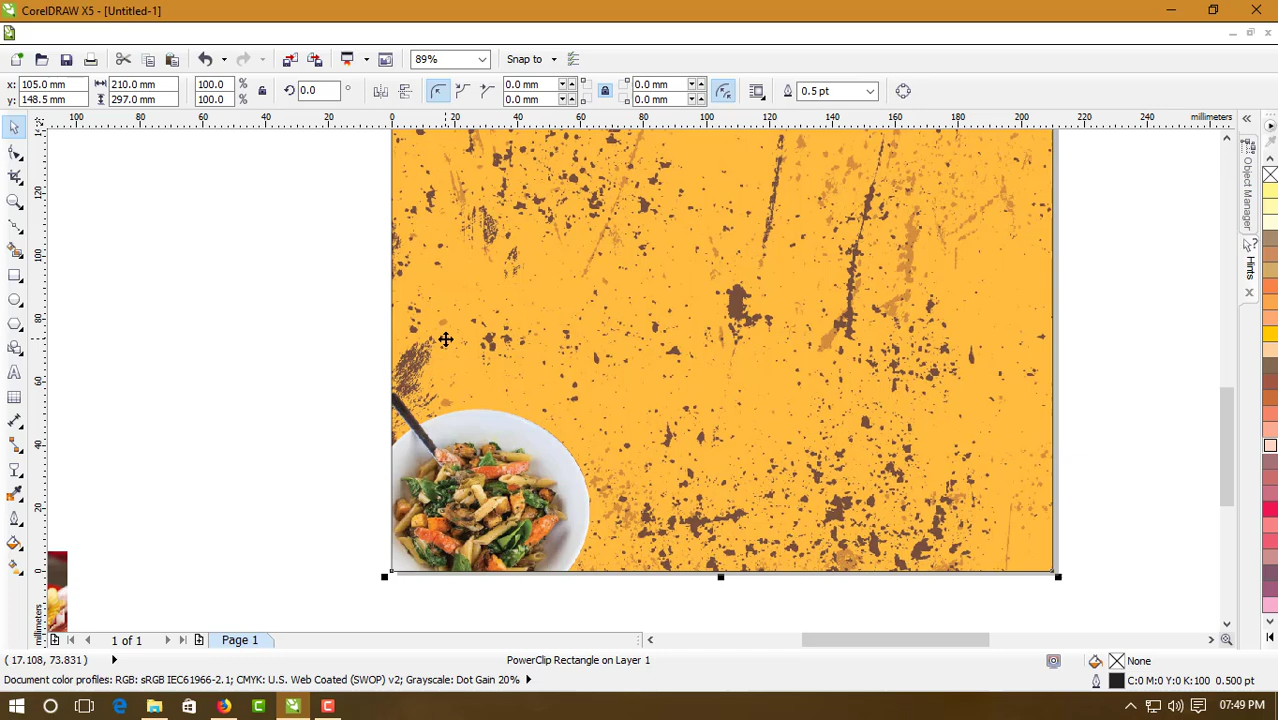 CorelDRAW X5 - [Untitled-1]
89%
Snap to
x: 105.0 mm
y: 148.5 mm
210.0 mm
297.0 mm
100.0
100.0
%
%
0.0 °
0.0 mm
0.0 mm
0.0 mm
0.0 mm
0.5 pt
100 80 60 40 20 0 20 40 60 80 100 120 140 160 180 200 220 240 millimeters
120
100
80
60
40
20
0
millimeters
Object Manager
Hints
1 of 1
Page 1
( 17.108, 73.831 )
PowerClip Rectangle on Layer 1
None
Document color profiles: RGB: sRGB IEC61966-2.1; CMYK: U.S. Web Coated (SWOP) v2; Grayscale: Dot Gain 20%
C:0 M:0 Y:0 K:100 0.500 pt
07:49 PM